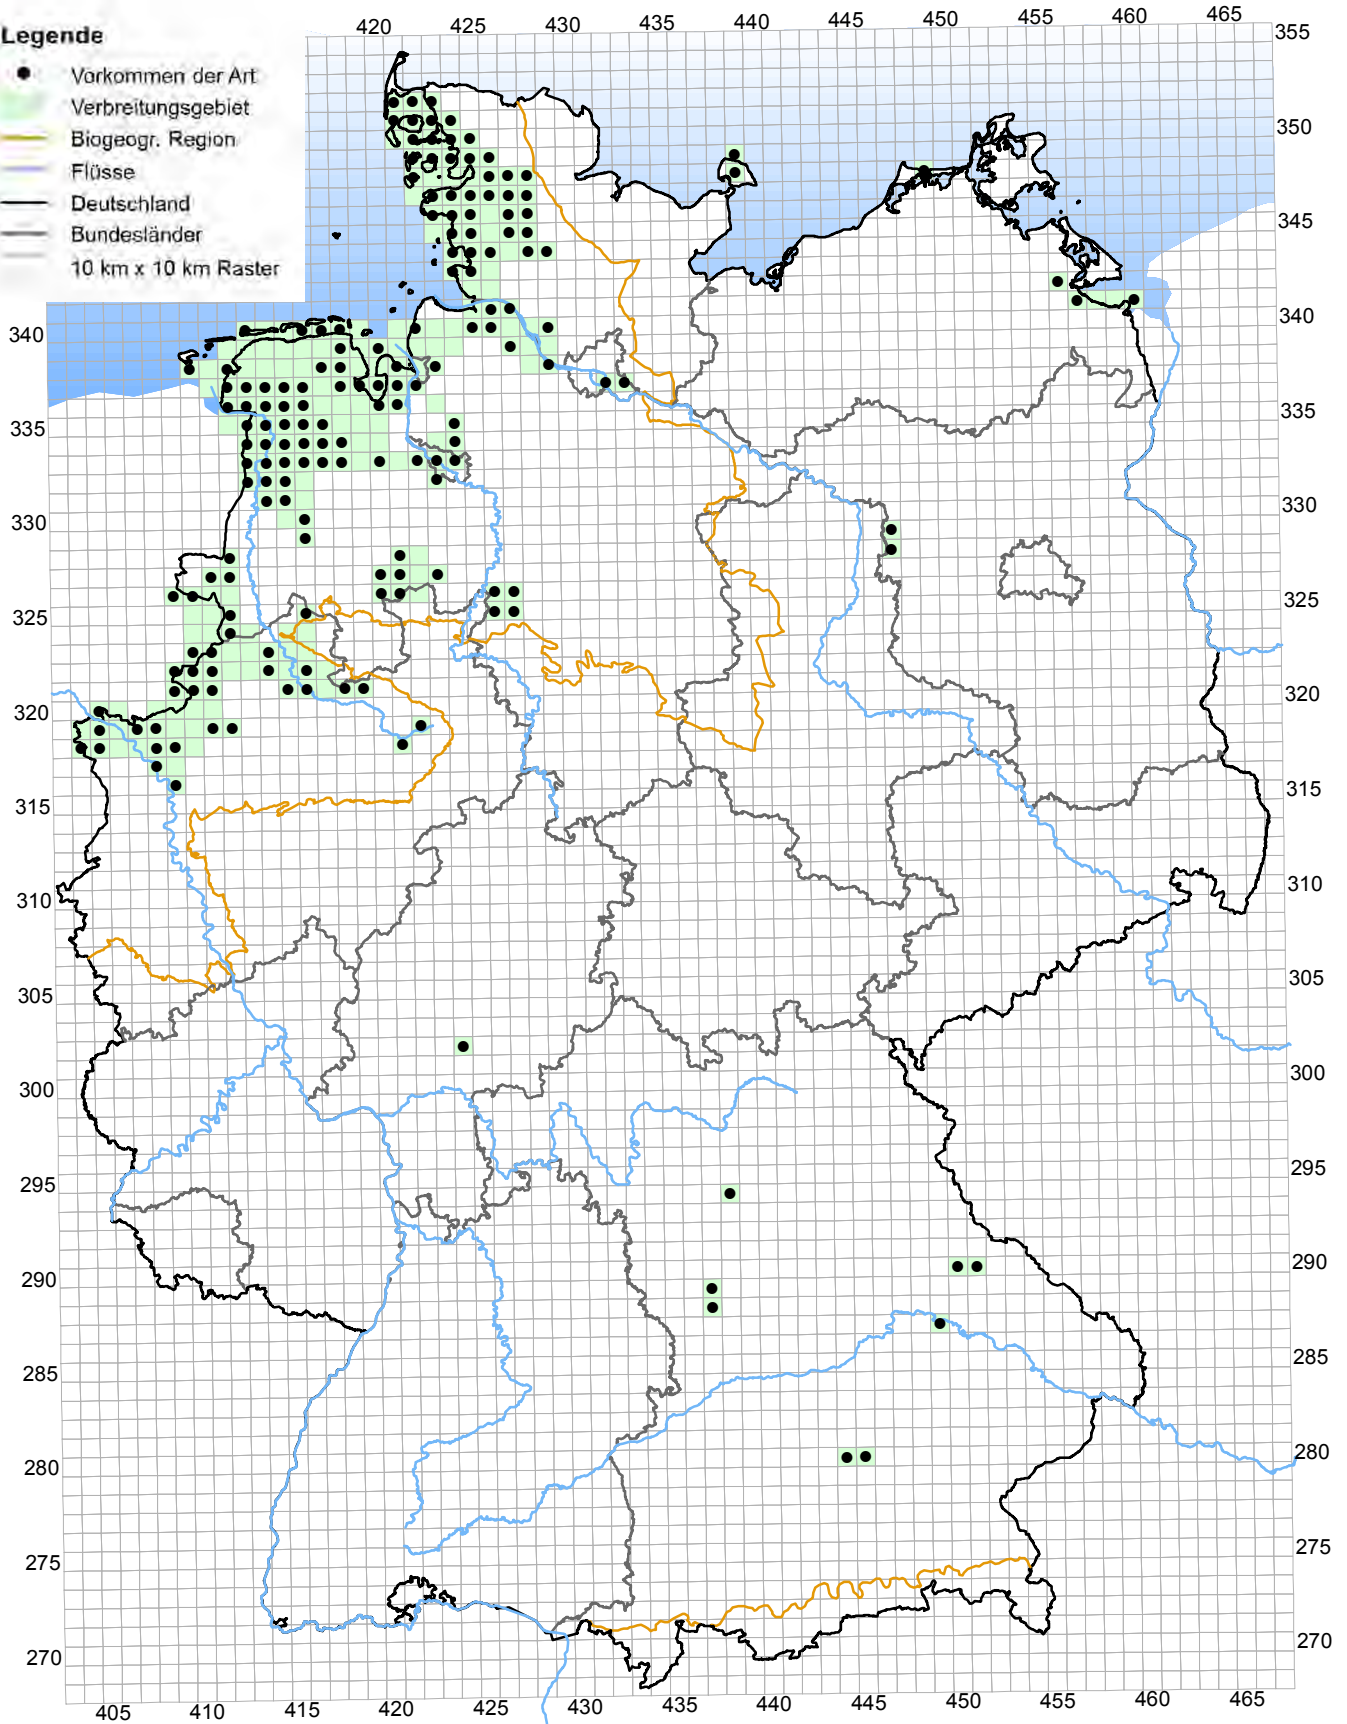 Legende
Vorkommen der Art
Verbreitungsgebiet
Biogeogr. Region
Flüsse
Deutschland
Bundesländer
10 km x 10 km Raster
420 425 430 435 440 445 450 455 460 465
355
350
345
340 340
335 335
330 330
325 325
320 320
315 315
310 310
305 305
300 300
295 295
290 290
285 285
280 280
275 275
270 270
405 410 415 420 425 430 435 440 445 450 455 460 465